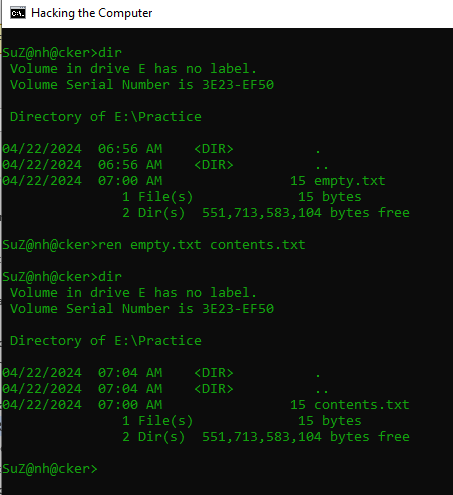 Hacking the Computer
SuZ@nh@cker>dir
 Volume in drive E has no label.
 Volume Serial Number is 3E23-EF50

 Directory of E:\Practice

04/22/2024  06:56 AM    <DIR>          .
04/22/2024  06:56 AM    <DIR>          ..
04/22/2024  07:00 AM                15 empty.txt
               1 File(s)             15 bytes
               2 Dir(s)  551,713,583,104 bytes free

SuZ@nh@cker>ren empty.txt contents.txt

SuZ@nh@cker>dir
 Volume in drive E has no label.
 Volume Serial Number is 3E23-EF50

 Directory of E:\Practice

04/22/2024  07:04 AM    <DIR>          .
04/22/2024  07:04 AM    <DIR>          ..
04/22/2024  07:00 AM                15 contents.txt
               1 File(s)             15 bytes
               2 Dir(s)  551,713,583,104 bytes free

SuZ@nh@cker>